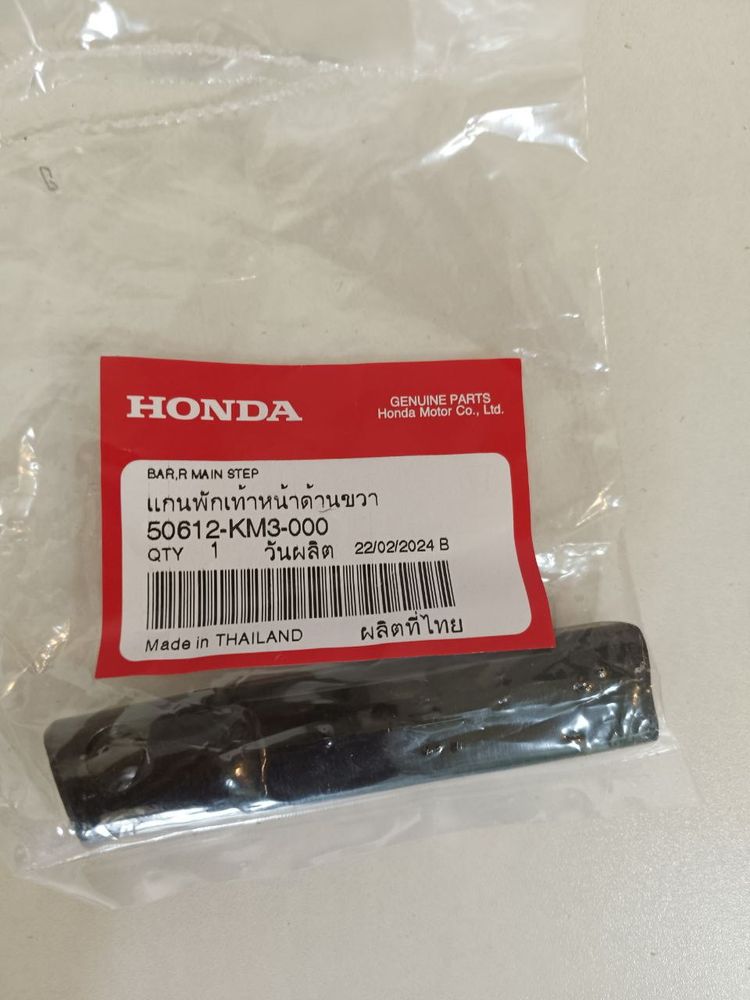 HONDA
GENUINE PARTS
Honda Motor Co., Ltd.
BAR,R MAIN STEP
แกนพักเท้าหน้าด้านขวา
50612-KM3-000
QTY 1 วันผลิต 22/02/2024 B
Made in THAILAND ผลิตที่ไทย